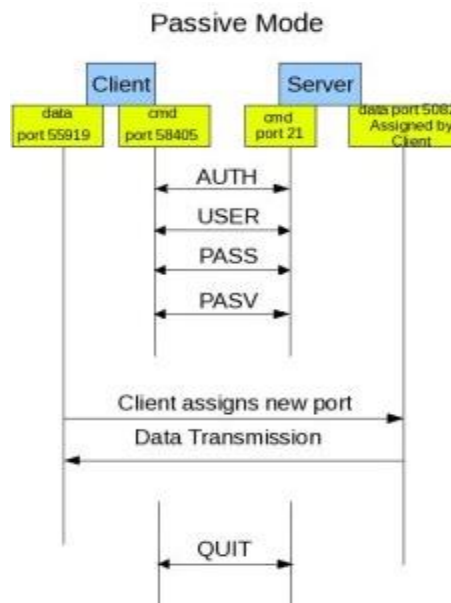 Passive Mode
Client
Server
data
port 55919
cmd
port 58405
cmd
port 21
data port
Assigned by
Client
AUTH
USER
PASS
PASV
Client assigns new port
Data Transmission
QUIT